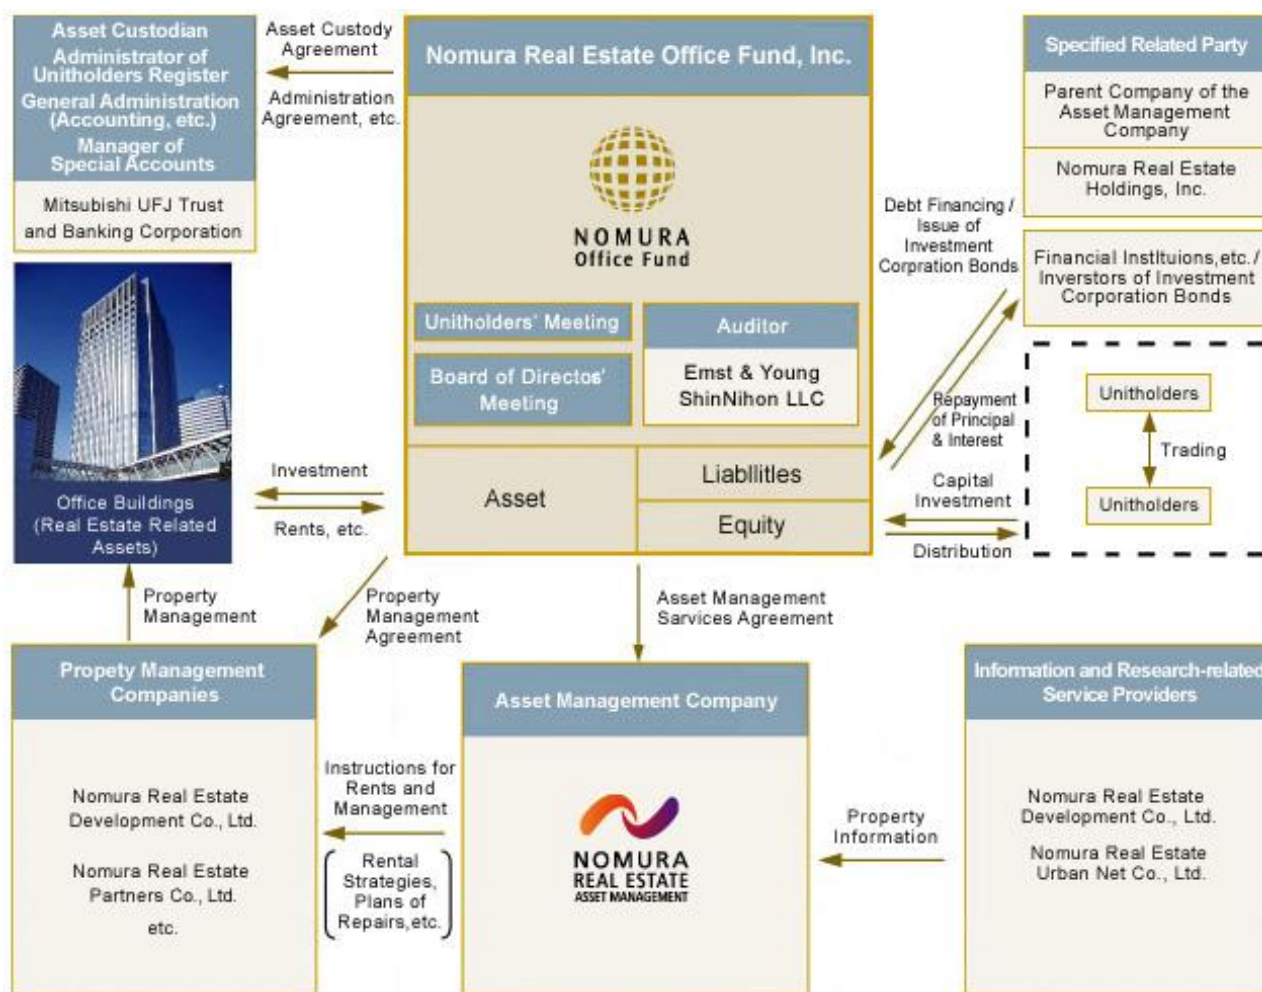 Asset Custodian
Administrator of
Unitholders Register
General Administration
(Accounting, etc.)
Manager of
Special Accounts
Mitsubishi UFJ Trust
and Banking Corporation
Asset Custody
Agreement
Administration
Agreement, etc.
Nomura Real Estate Office Fund, Inc.
NOMURA
Office Fund
Unitholders' Meeting
Board of Directos'
Meeting
Auditor
Emst & Young
ShinNihon LLC
Asset
Liabllitles
Equity
Specified Related Party
Parent Company of the
Asset Management
Company
Nomura Real Estate
Holdings, Inc.
Debt Financing /
Issue of
Investment
Corpration Bonds
Financial Instltuions,etc. /
Inverstors of Investment
Corporation Bonds
Repayment
of Principal
& Interest
Capital
Investment
Distribution
Unitholders
Trading
Unitholders
Office Buildings
(Real Estate Related
Assets)
Investment
Rents, etc.
Property
Management
Property
Management
Agreement
Asset Management
Sarvices Agreement
Propety Management
Companies
Nomura Real Estate
Development Co., Ltd.
Nomura Real Estate
Partners Co., Ltd.
etc.
Instructions for
Rents and
Management
Rental
Strategies,
Plans of
Repairs,etc.
Asset Management Company
NOMURA
REAL ESTATE
ASSET MANAGEMENT
Property
Information
Information and Research-related
Service Providers
Nomura Real Estate
Development Co., Ltd.
Nomura Real Estate
Urban Net Co., Ltd.